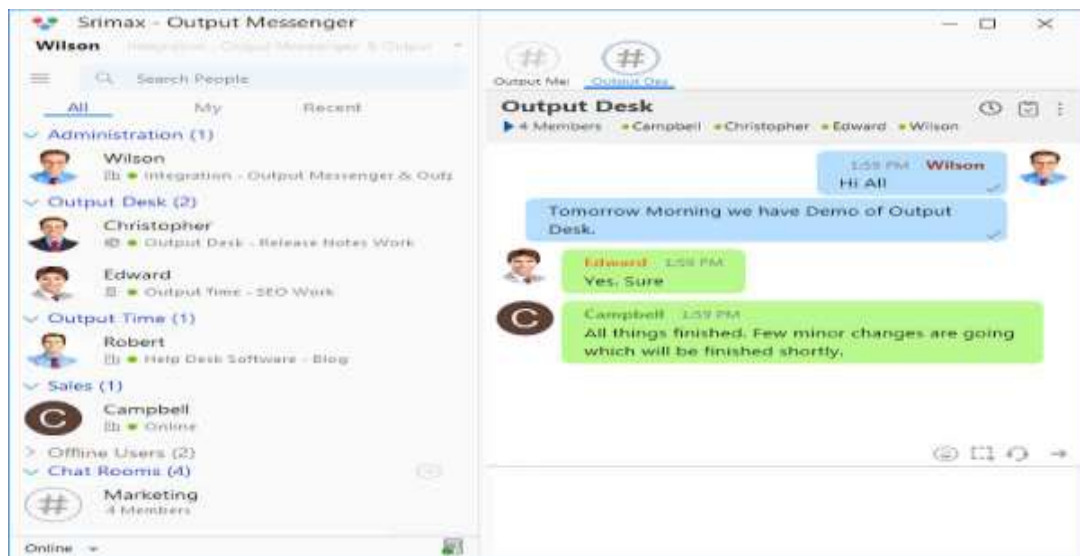 Srimax - Output Messenger
Wilson Integration - Output Messenger & Output
Search People
All My Recent
Administration (1)
Wilson
Integration - Output Messenger & Outp
Output Desk (2)
Christopher
Output Desk - Release Notes Work
Edward
Output Time - SEO Work
Output Time (1)
Robert
Help Desk Software - Blog
Sales (1)
C
Campbell
Online
Offline Users (2)
Chat Rooms (4)
#
Marketing
4 Members
Online
# #
Output Me Output Des
Output Desk
4 Members Campbell Christopher Edward Wilson
1:59 PM Wilson
Hi All
Tomorrow Morning we have Demo of Output
Desk.
Edward 1:59 PM
Yes. Sure
C
Campbell 1:59 PM
All things finished. Few minor changes are going
which will be finished shortly.